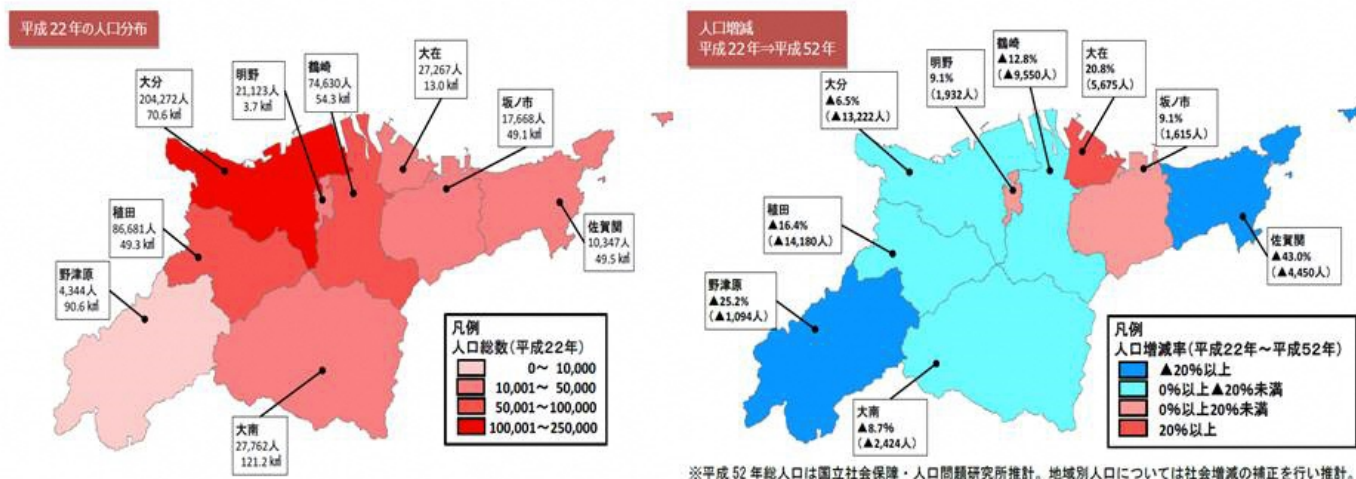 平成22年の人口分布
大分
204,272人
70.6 k㎡
明野
21,123人
3.7 k㎡
鶴崎
74,630人
54.3 k㎡
大在
27,267人
13.0 k㎡
坂ノ市
17,668人
49.1 k㎡
稙田
86,681人
49.3 k㎡
佐賀関
10,347人
49.5 k㎡
野津原
4,344人
90.6 k㎡
大南
27,762人
121.2 k㎡
凡例
人口総数(平成22年)
0~ 10,000
10,001~ 50,000
50,001~100,000
100,001~250,000
人口増減
平成22年⇒平成52年
大分
▲6.5%
(▲13,222人)
明野
9.1%
(1,932人)
鶴崎
▲12.8%
(▲9,550人)
大在
20.8%
(5,675人)
坂ノ市
9.1%
(1,615人)
稙田
▲16.4%
(▲14,180人)
佐賀関
▲43.0%
(▲4,450人)
野津原
▲25.2%
(▲1,094人)
大南
▲8.7%
(▲2,424人)
凡例
人口増減率(平成22年~平成52年)
▲20%以上
0%以上▲20%未満
0%以上20%未満
20%以上
※平成 52 年総人口は国立社会保障・人口問題研究所推計。地域別人口については社会増減の補正を行い推計。